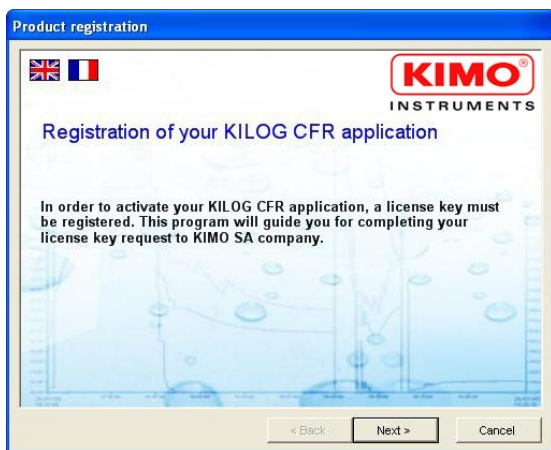 Product registration
KIMO®
INSTRUMENTS
Registration of your KILOG CFR application
In order to activate your KILOG CFR application, a license key must
be registered. This program will guide you for completing your
license key request to KIMO SA company.
< Back
Next >
Cancel